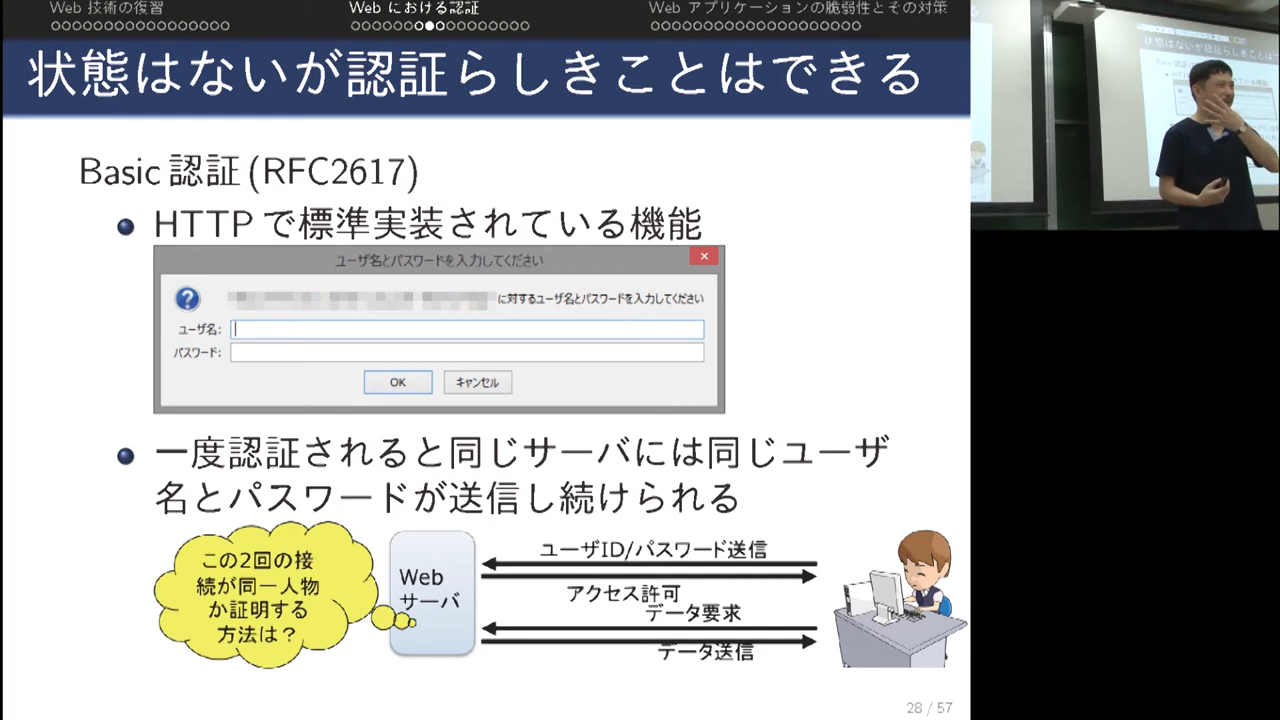 Web 技術の復習
Web における認証
Web アプリケーションの脆弱性とその対策
状態はないが認証らしきことはできる
Basic 認証 (RFC2617)
HTTP で標準実装されている機能
ユーザ名とパスワードを入力してください
に対するユーザ名とパスワードを入力してください
ユーザ名:
パスワード:
OK
キャンセル
一度認証されると同じサーバには同じユーザ
名とパスワードが送信し続けられる
この2回の接
続が同一人物
か証明する
方法は?
Web
サーバ
ユーザID/パスワード送信
アクセス許可
データ要求
データ送信
28 / 57